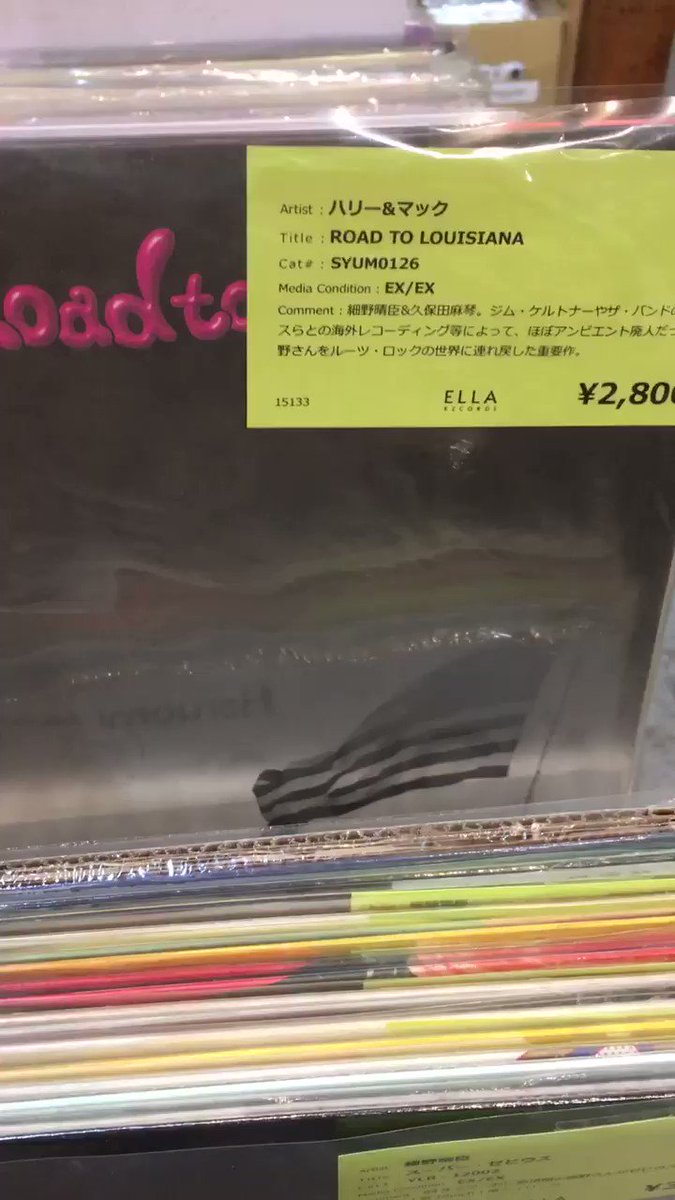 oad to
Artist : ハリー&マック
Title : ROAD TO LOUISIANA
Cat# : SYUM0126
Media Condition : EX/EX
Comment : 細野晴臣&久保田麻琴。ジム・ケルトナーやザ・バンドの
スらとの海外レコーディング等によって、ほぼアンビエント廃人だっ
野さんをルーツ・ロックの世界に連れ戻した重要作。
15133
ELLA
RECORDS
¥2,800
細野晴臣